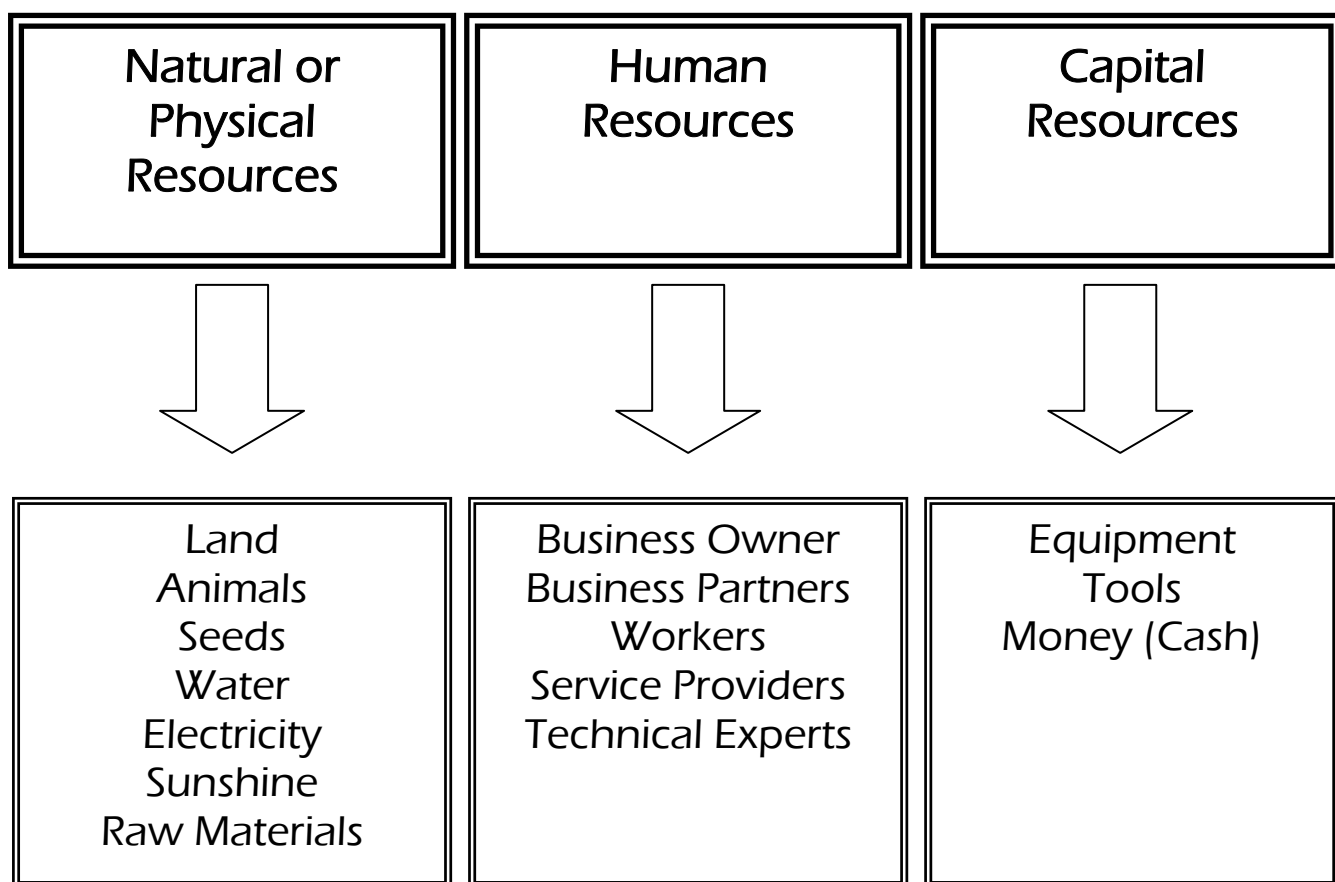 Natural or
Physical
Resources
Human
Resources
Capital
Resources
Land
Animals
Seeds
Water
Electricity
Sunshine
Raw Materials
Business Owner
Business Partners
Workers
Service Providers
Technical Experts
Equipment
Tools
Money (Cash)